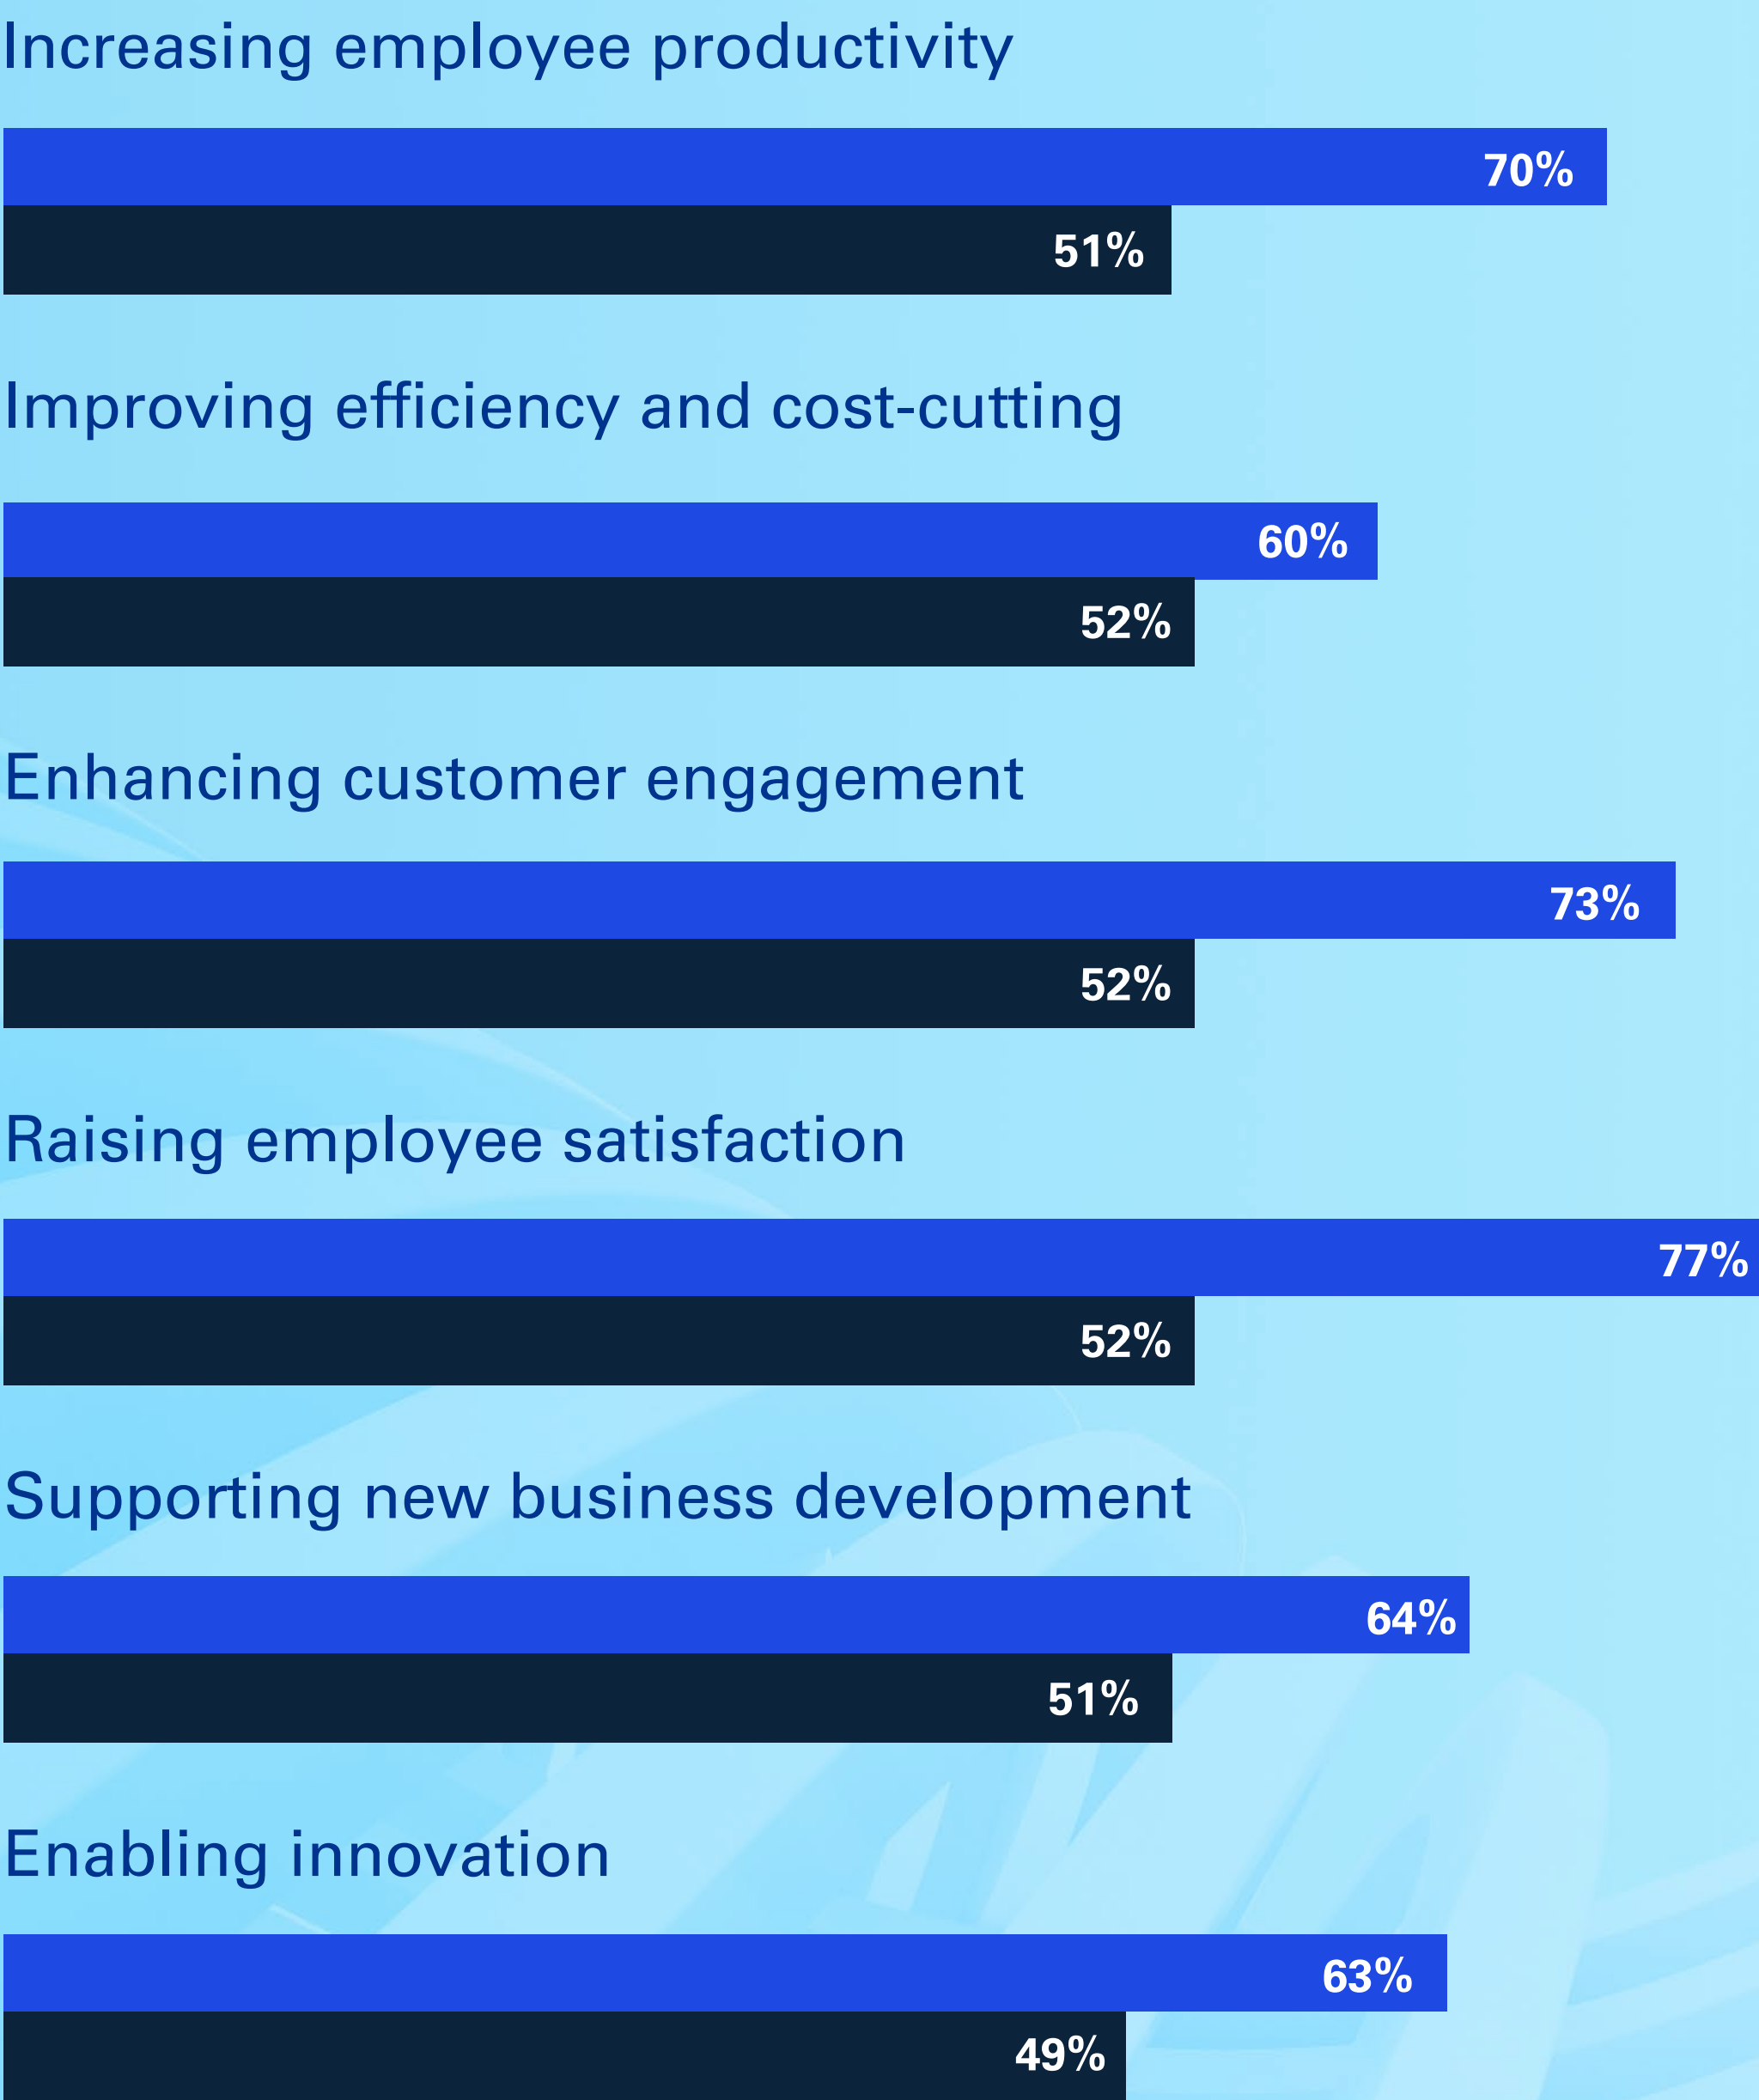 Increasing employee productivity
70%
51%
Improving efficiency and cost-cutting
60%
52%
Enhancing customer engagement
73%
52%
Raising employee satisfaction
77%
52%
Supporting new business development
64%
51%
Enabling innovation
63%
49%